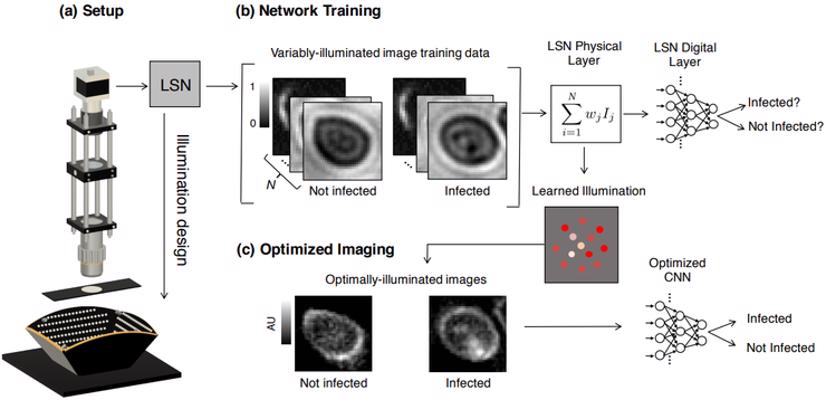 (a) Setup
(b) Network Training
LSN
Illumination design
Variably-illuminated image training data
1
0
N
Not infected
Infected
LSN Physical
Layer
N
∑ w_j I_j
i=1
LSN Digital
Layer
Infected?
Not Infected?
Learned Illumination
(c) Optimized Imaging
Optimally-illuminated images
AU
Not infected
Infected
Optimized
CNN
Infected
Not Infected